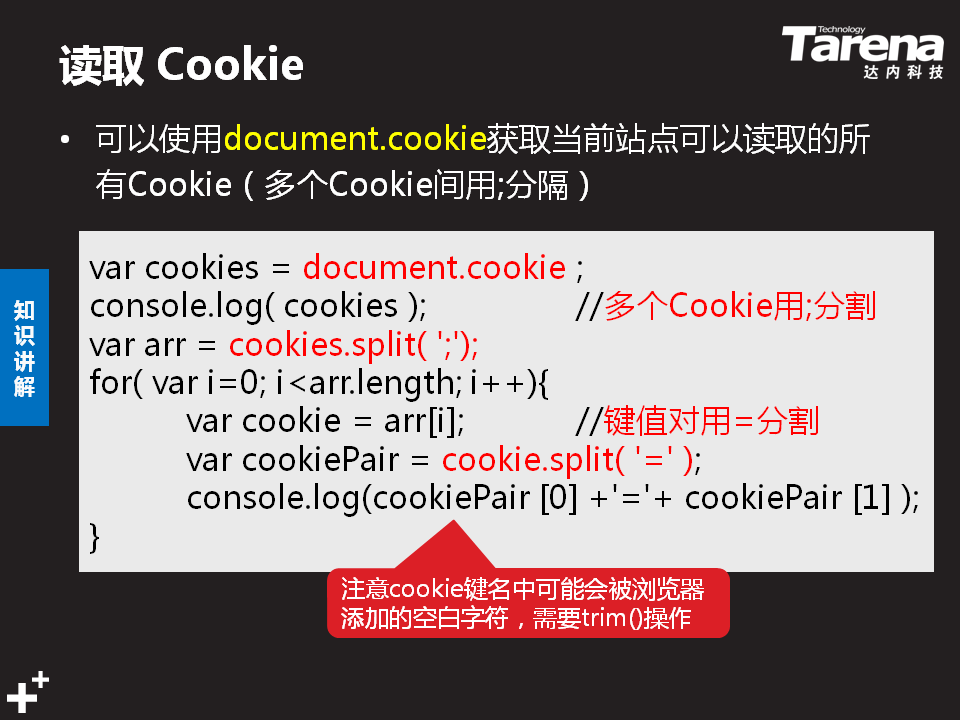 读取 Cookie
Technology
Tarena
达内科技
• 可以使用document.cookie获取当前站点可以读取的所
有Cookie（多个Cookie间用;分隔）
知
识
讲
解
var cookies = document.cookie ;
console.log( cookies ); //多个Cookie用;分割
var arr = cookies.split( ';');
for( var i=0; i<arr.length; i++){
var cookie = arr[i]; //键值对用=分割
var cookiePair = cookie.split( '=' );
console.log(cookiePair [0] +'='+ cookiePair [1] );
}
注意cookie键名中可能会被浏览器
添加的空白字符，需要trim()操作